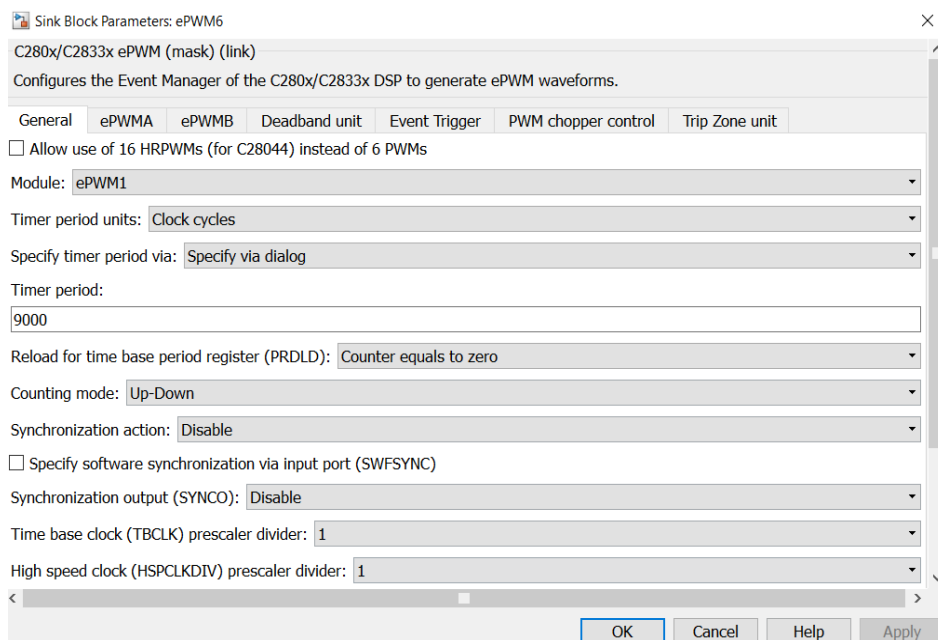 Sink Block Parameters: ePWM6
C280x/C2833x ePWM (mask) (link)
Configures the Event Manager of the C280x/C2833x DSP to generate ePWM waveforms.
General ePWMA ePWMB Deadband unit Event Trigger PWM chopper control Trip Zone unit
Allow use of 16 HRPWMs (for C28044) instead of 6 PWMs
Module: ePWM1
Timer period units: Clock cycles
Specify timer period via: Specify via dialog
Timer period:
9000
Reload for time base period register (PRDLD): Counter equals to zero
Counting mode: Up-Down
Synchronization action: Disable
Specify software synchronization via input port (SWFSYNC)
Synchronization output (SYNCO): Disable
Time base clock (TBCLK) prescaler divider: 1
High speed clock (HSPCLKDIV) prescaler divider: 1
OK Cancel Help Apply